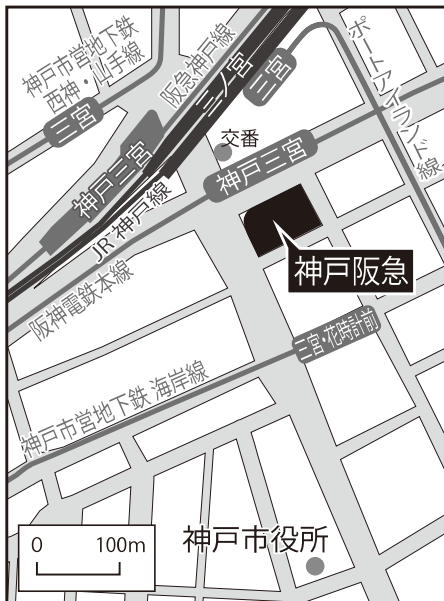 神戸市営地下鉄
西神・山手線
阪急神戸線
三宮
ポートアイランド線
三ノ宮
三宮
交番
神戸三宮
神戸三宮
JR神戸線
神戸阪急
阪神電鉄本線
三宮・花時計前
神戸市営地下鉄 海岸線
神戸市役所
0 100m